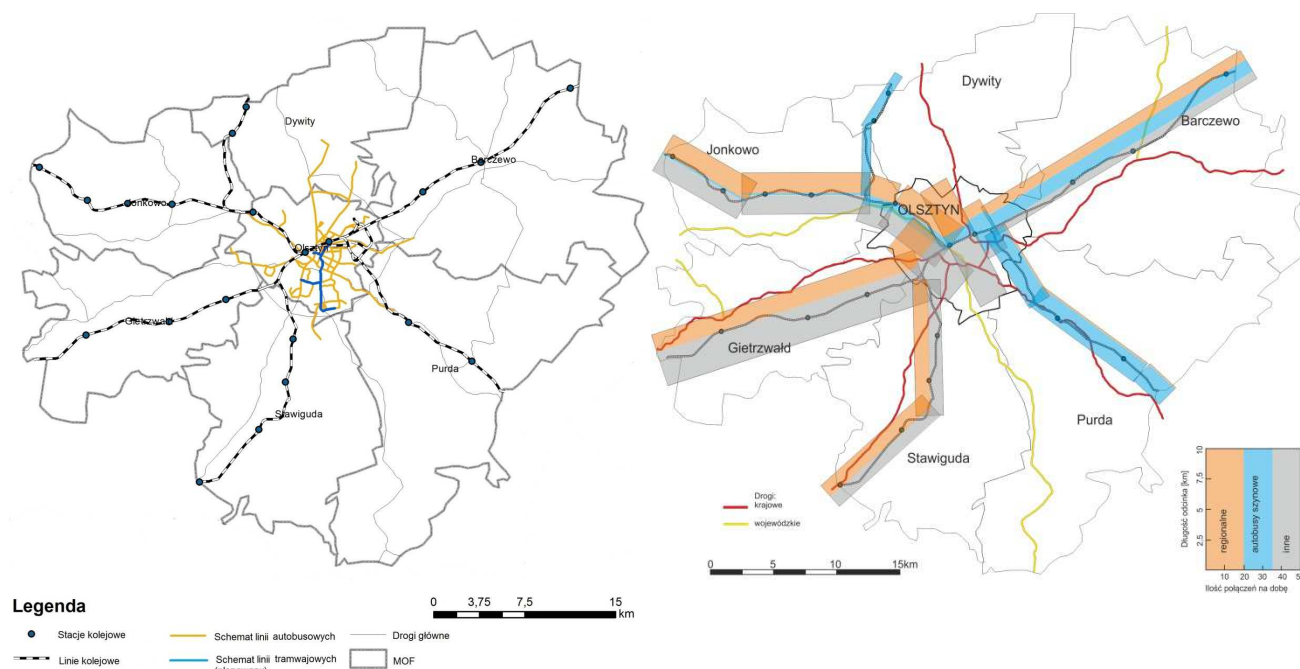 Dywity
Barczewo
Jonkowo
Olsztyn
Gietrzwałd
Purda
Stawiguda
Legenda
Stacje kolejowe
Linie kolejowe
Schemat linii autobusowych
Schemat linii tramwajowych
Drogi główne
MOF
0 3,75 7,5 15
km
Dywity
Barczewo
Jonkowo
OLSZTYN
Gietrzwałd
Purda
Stawiguda
Drogi:
krajowe
wojewódzkie
0 5 10 15km
Długość odcinka [km]
10
7.5
5
2.5
regionalne
autobusy szynowe
inne
10 20 30 40
Ilość połączeń na dobę